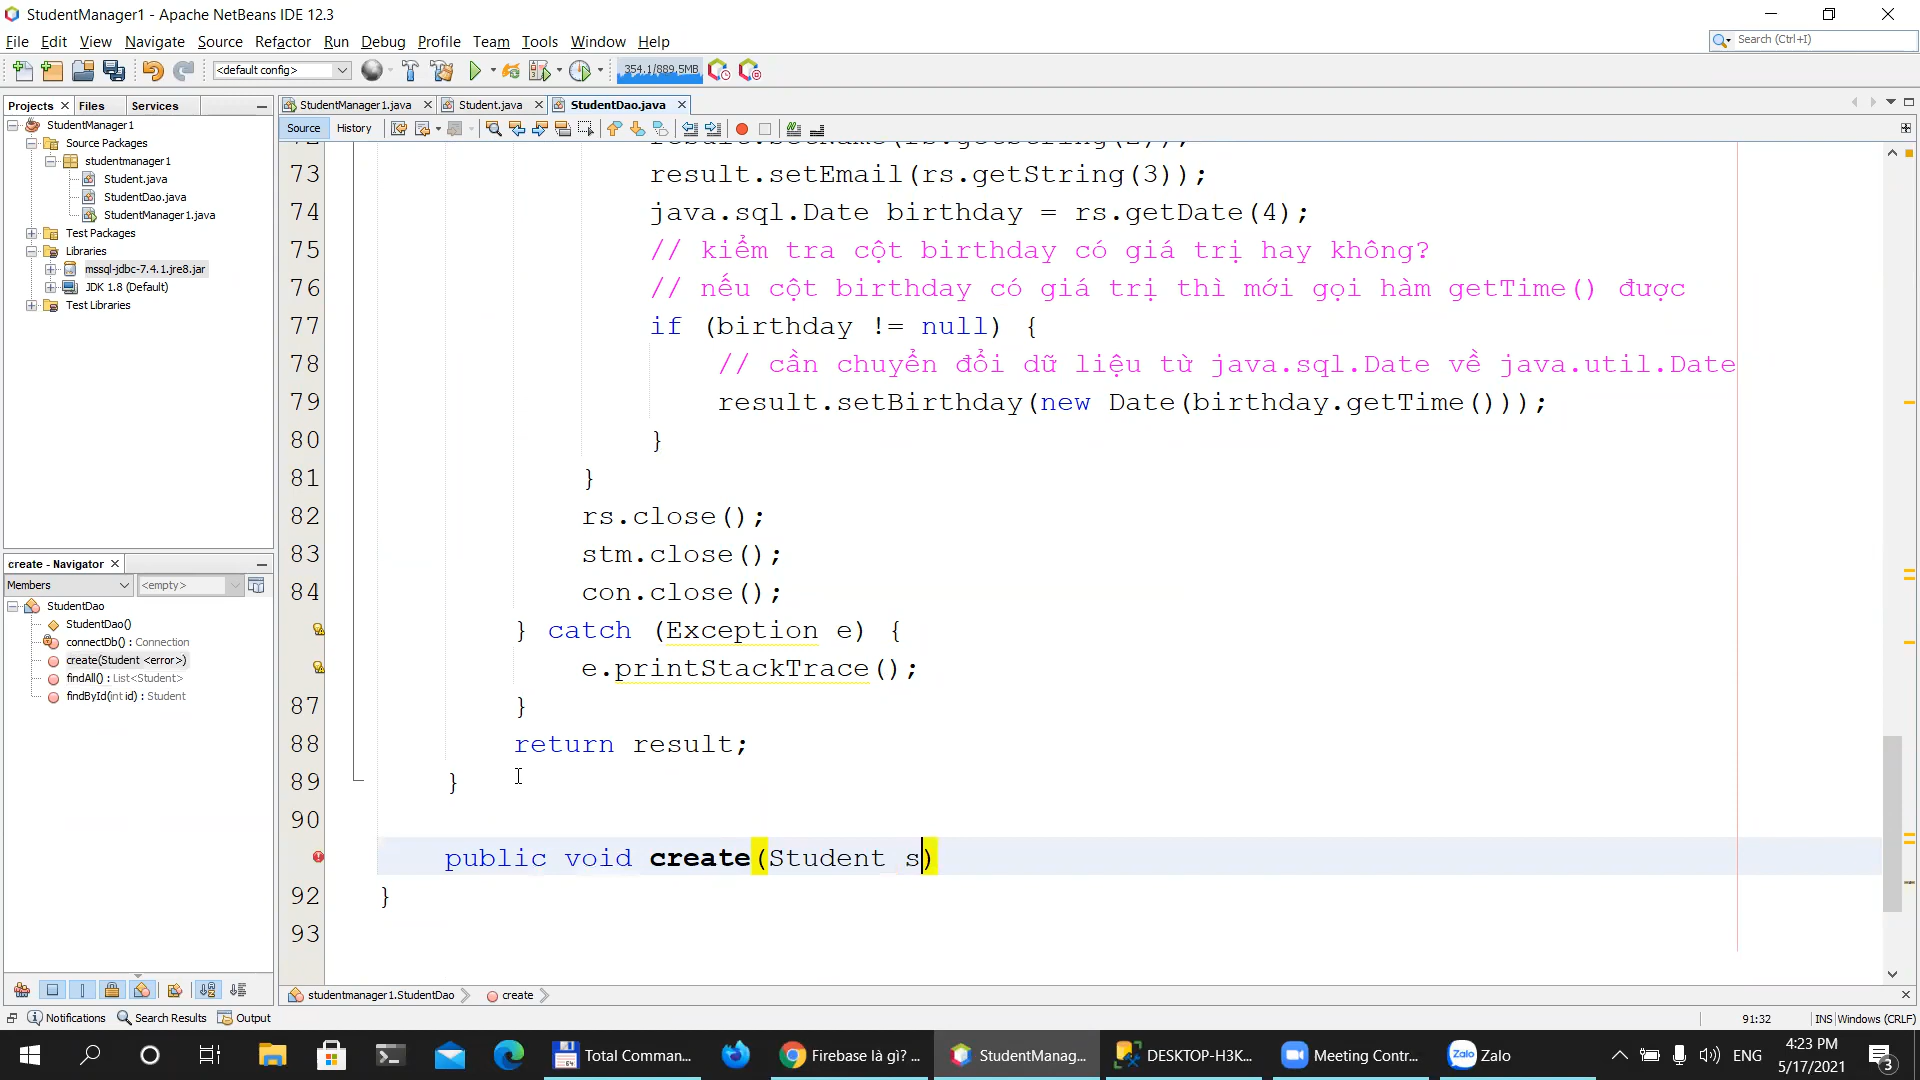 StudentManager1 - Apache NetBeans IDE 12.3
File Edit View Navigate Source Refactor Run Debug Profile Team Tools Window Help
Search (Ctrl+I)
<default config>
354.1/889.5MB
Projects Files Services
StudentManager1
Source Packages
studentmanager1
Student.java
StudentDao.java
StudentManager1.java
Test Packages
Libraries
mssql-jdbc-7.4.1.jre8.jar
JDK 1.8 (Default)
Test Libraries
create - Navigator
Members <empty>
StudentDao
StudentDao()
connectDb() : Connection
create(Student <error>)
findAll() : List<Student>
findById(int id) : Student
StudentManager1.java Student.java StudentDao.java
Source History
73 result.setEmail(rs.getString(3));
74 java.sql.Date birthday = rs.getDate(4);
75 // kiểm tra cột birthday có giá trị hay không?
76 // nếu cột birthday có giá trị thì mới gọi hàm getTime() được
77 if (birthday != null) {
78 // cần chuyển đổi dữ liệu từ java.sql.Date về java.util.Date
79 result.setBirthday(new Date(birthday.getTime()));
80 }
81 }
82 rs.close();
83 stm.close();
84 con.close();
} catch (Exception e) {
e.printStackTrace();
87 }
88 return result;
89 }
90
public void create(Student s)
92 }
93
studentmanager1.StudentDao create
Notifications Search Results Output
91:32 INS Windows (CRLF)
Total Comman... Firebase là gì? ... StudentManag... DESKTOP-H3K... Meeting Contr... Zalo Zalo
ENG
4:23 PM
5/17/2021
3